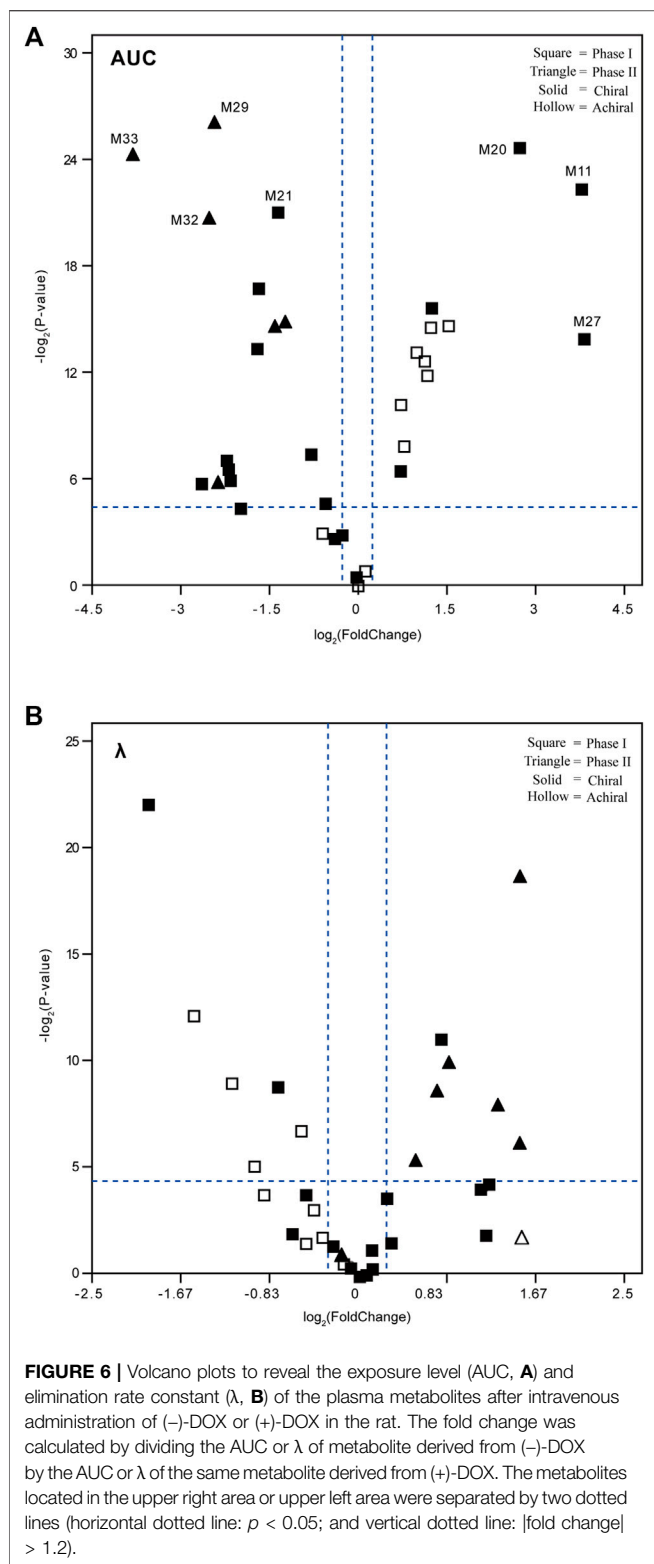 A
AUC
Square = Phase I
Triangle = Phase II
Solid = Chiral
Hollow = Achiral
30
24
18
12
6
0
-log2(P-value)
M29
M33
M32
M21
M20
M11
M27
-4.5 -3 -1.5 0 1.5 3 4.5
log2(FoldChange)
B
λ
Square = Phase I
Triangle = Phase II
Solid = Chiral
Hollow = Achiral
25
20
15
10
5
0
-log2(P-value)
-2.5 -1.67 -0.83 0 0.83 1.67 2.5
log2(FoldChange)
FIGURE 6 | Volcano plots to reveal the exposure level (AUC, A) and
elimination rate constant (λ, B) of the plasma metabolites after intravenous
administration of (–)-DOX or (+)-DOX in the rat. The fold change was
calculated by dividing the AUC or λ of metabolite derived from (–)-DOX
by the AUC or λ of the same metabolite derived from (+)-DOX. The metabolites
located in the upper right area or upper left area were separated by two dotted
lines (horizontal dotted line: p < 0.05; and vertical dotted line: |fold change|
> 1.2).